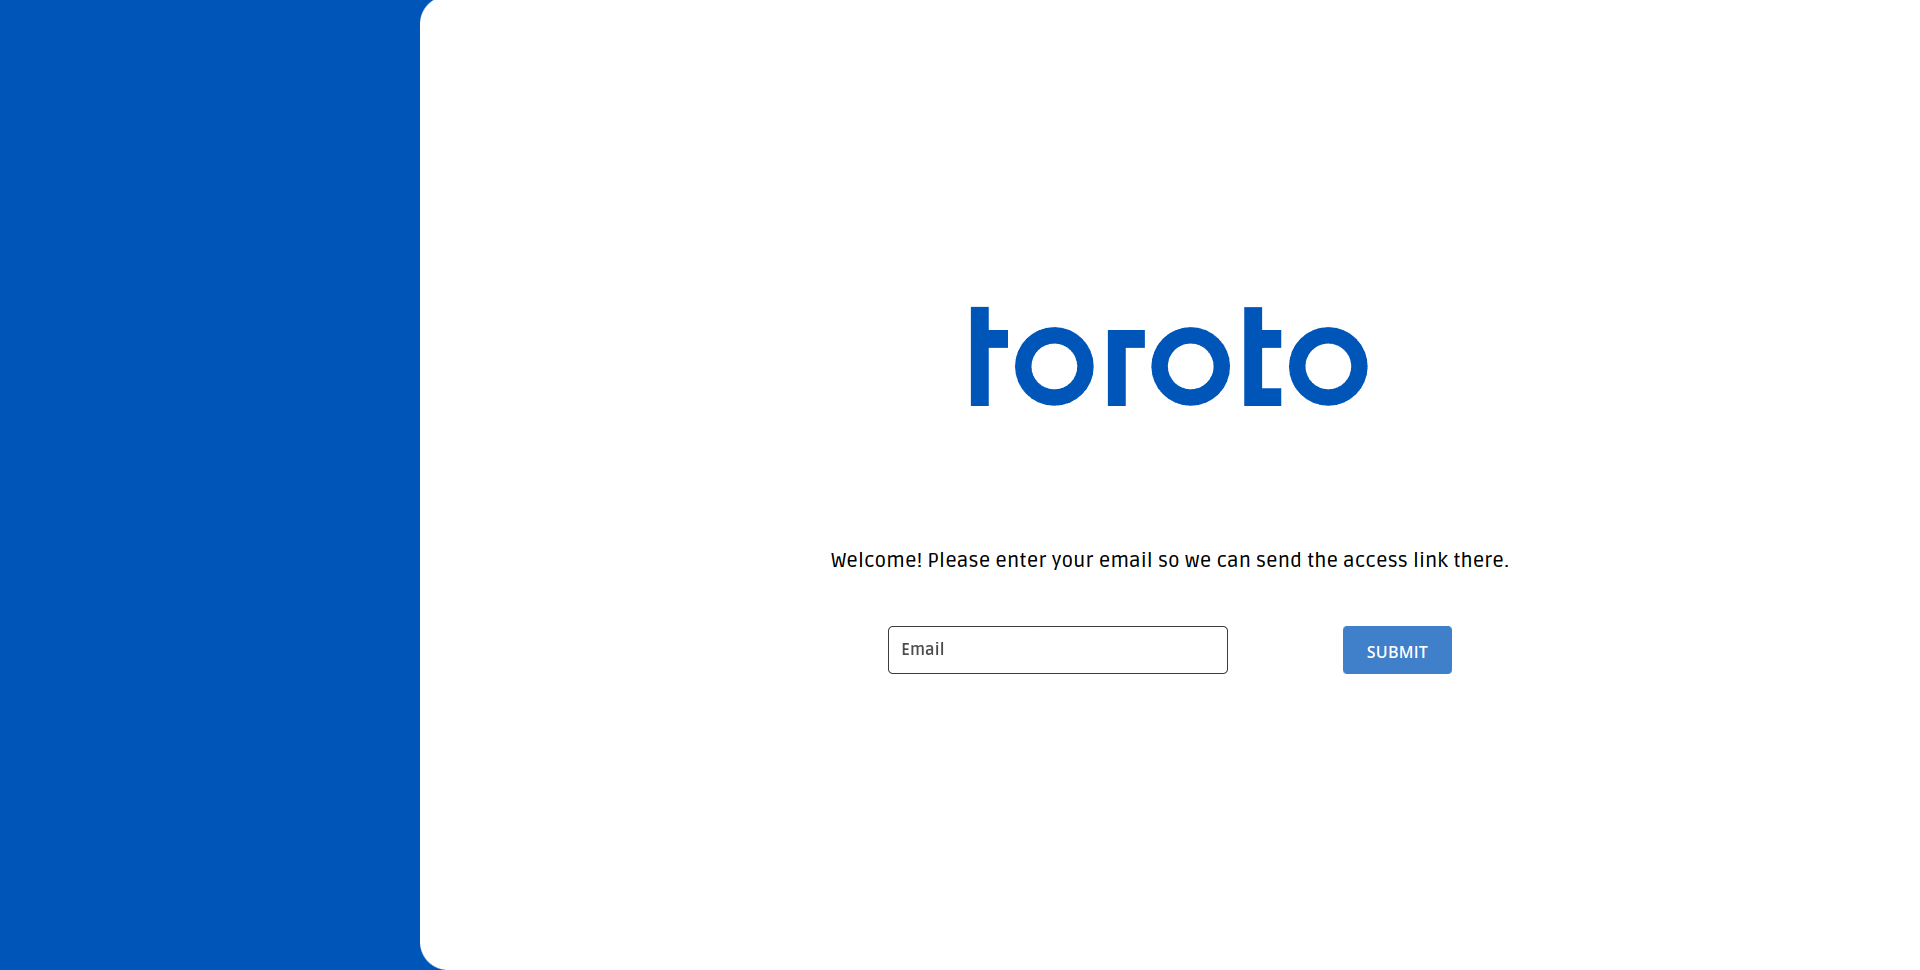 toroto
Welcome! Please enter your email so we can send the access link there.
Email
SUBMIT